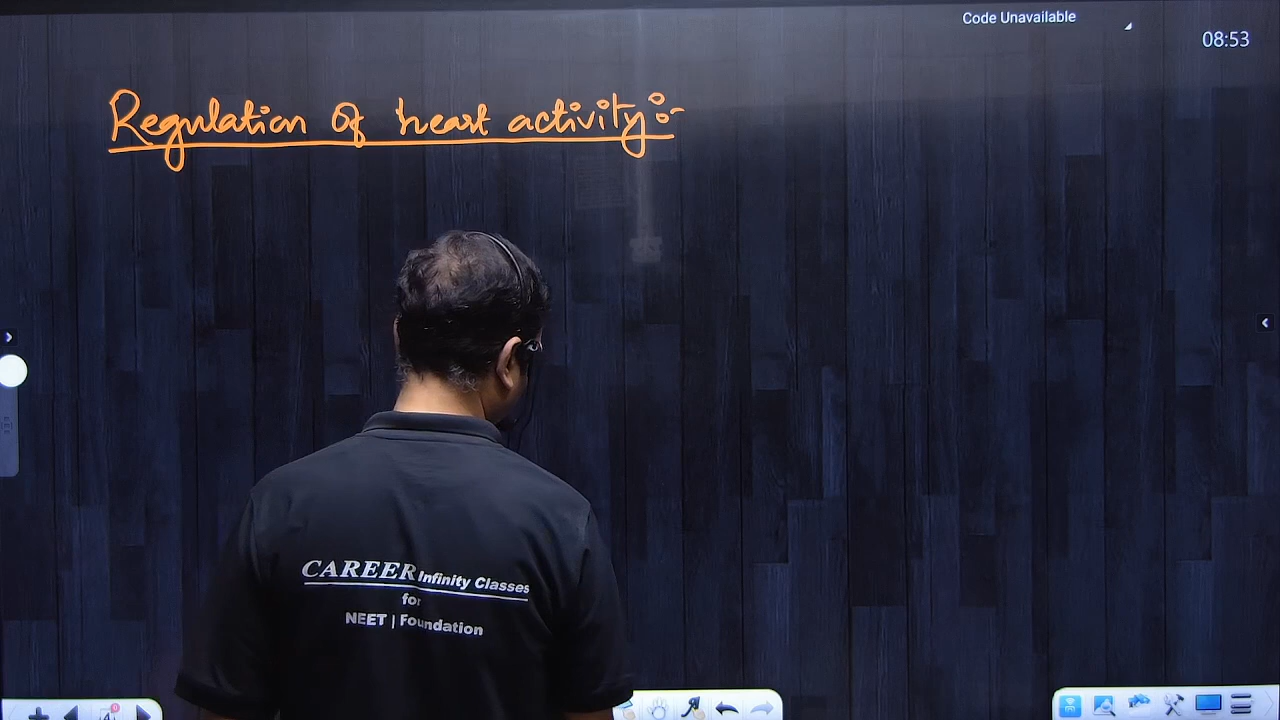 Code Unavailable
08:53
Regulation of heart activity:-
CAREER Infinity Classes
for
NEET | Foundation